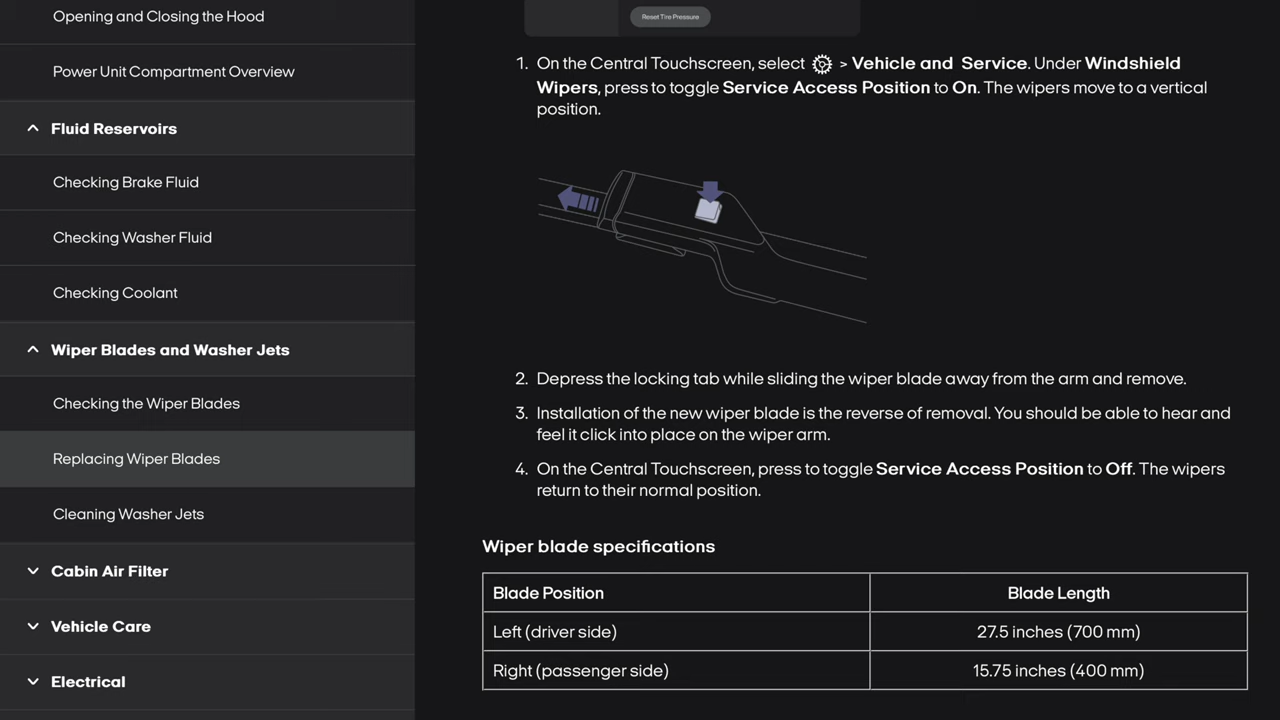 Opening and Closing the Hood
Power Unit Compartment Overview
Fluid Reservoirs
Checking Brake Fluid
Checking Washer Fluid
Checking Coolant
Wiper Blades and Washer Jets
Checking the Wiper Blades
Replacing Wiper Blades
Cleaning Washer Jets
Cabin Air Filter
Vehicle Care
Electrical
Reset Tire Pressure
1. On the Central Touchscreen, select > Vehicle and Service. Under Windshield
Wipers, press to toggle Service Access Position to On. The wipers move to a vertical
position.
2. Depress the locking tab while sliding the wiper blade away from the arm and remove.
3. Installation of the new wiper blade is the reverse of removal. You should be able to hear and
feel it click into place on the wiper arm.
4. On the Central Touchscreen, press to toggle Service Access Position to Off. The wipers
return to their normal position.
Wiper blade specifications
Blade Position Blade Length
Left (driver side) 27.5 inches (700 mm)
Right (passenger side) 15.75 inches (400 mm)